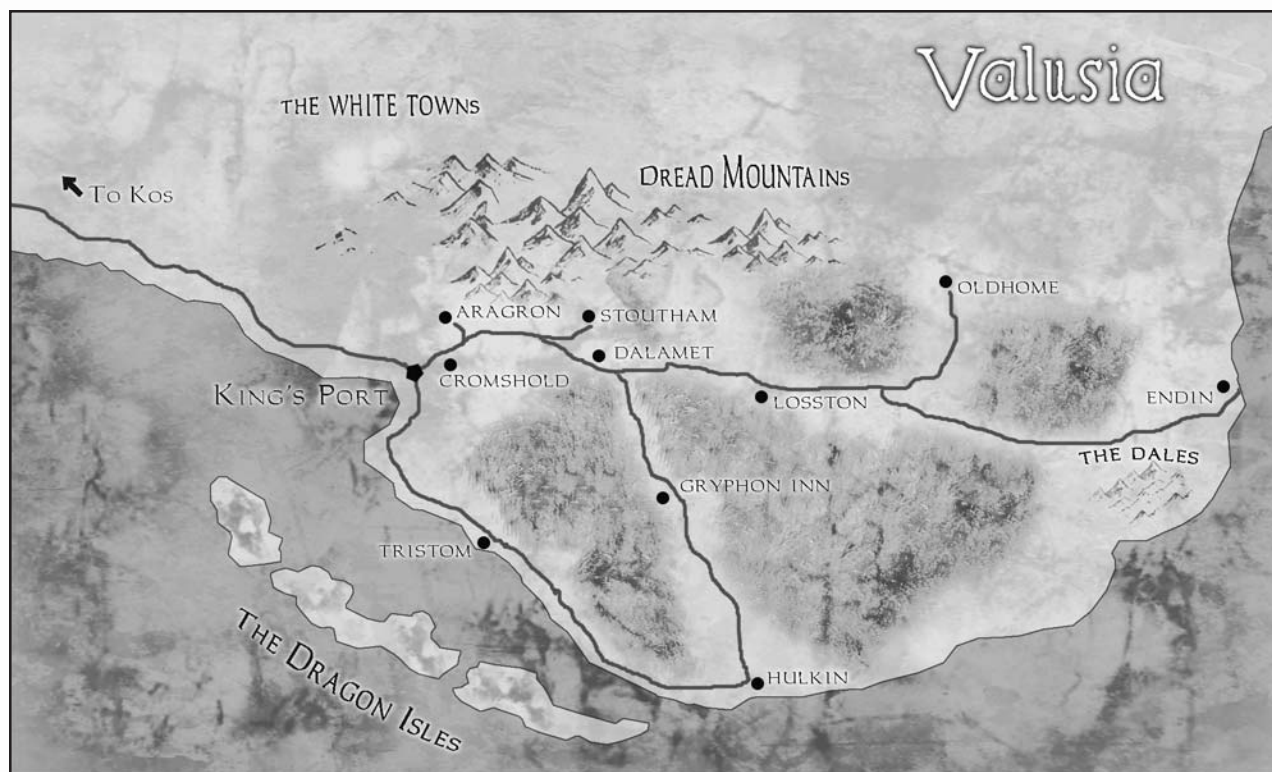 Valusia
THE WHITE TOWNS
DREAD MOUNTAINS
TO KOS
OLDHOME
ARAGRON
STOUTHAM
DALAMET
CROMSHOLD
KING'S PORT
LOSSTON
ENDIN
THE DALES
GRYPHON INN
TRISTOM
THE DRAGON ISLES
HULKIN